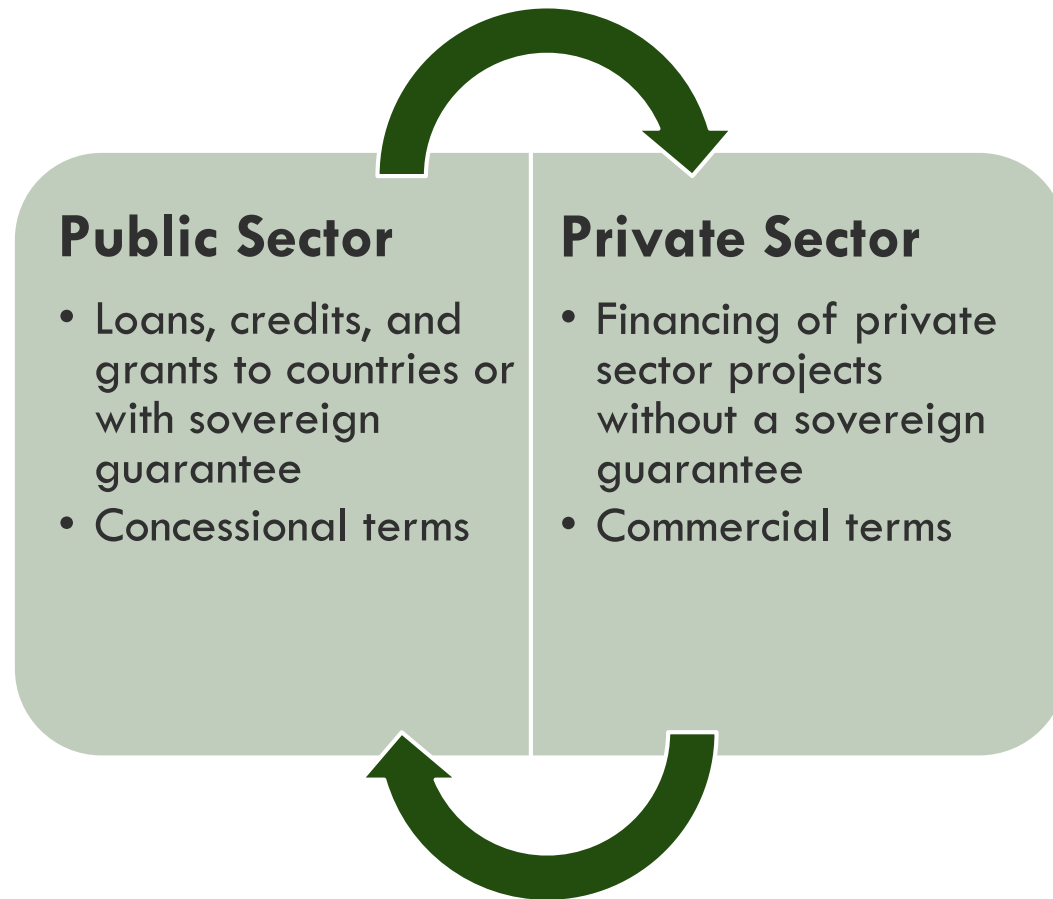 Public Sector
• Loans, credits, and
grants to countries or
with sovereign
guarantee
• Concessional terms
Private Sector
• Financing of private
sector projects
without a sovereign
guarantee
• Commercial terms